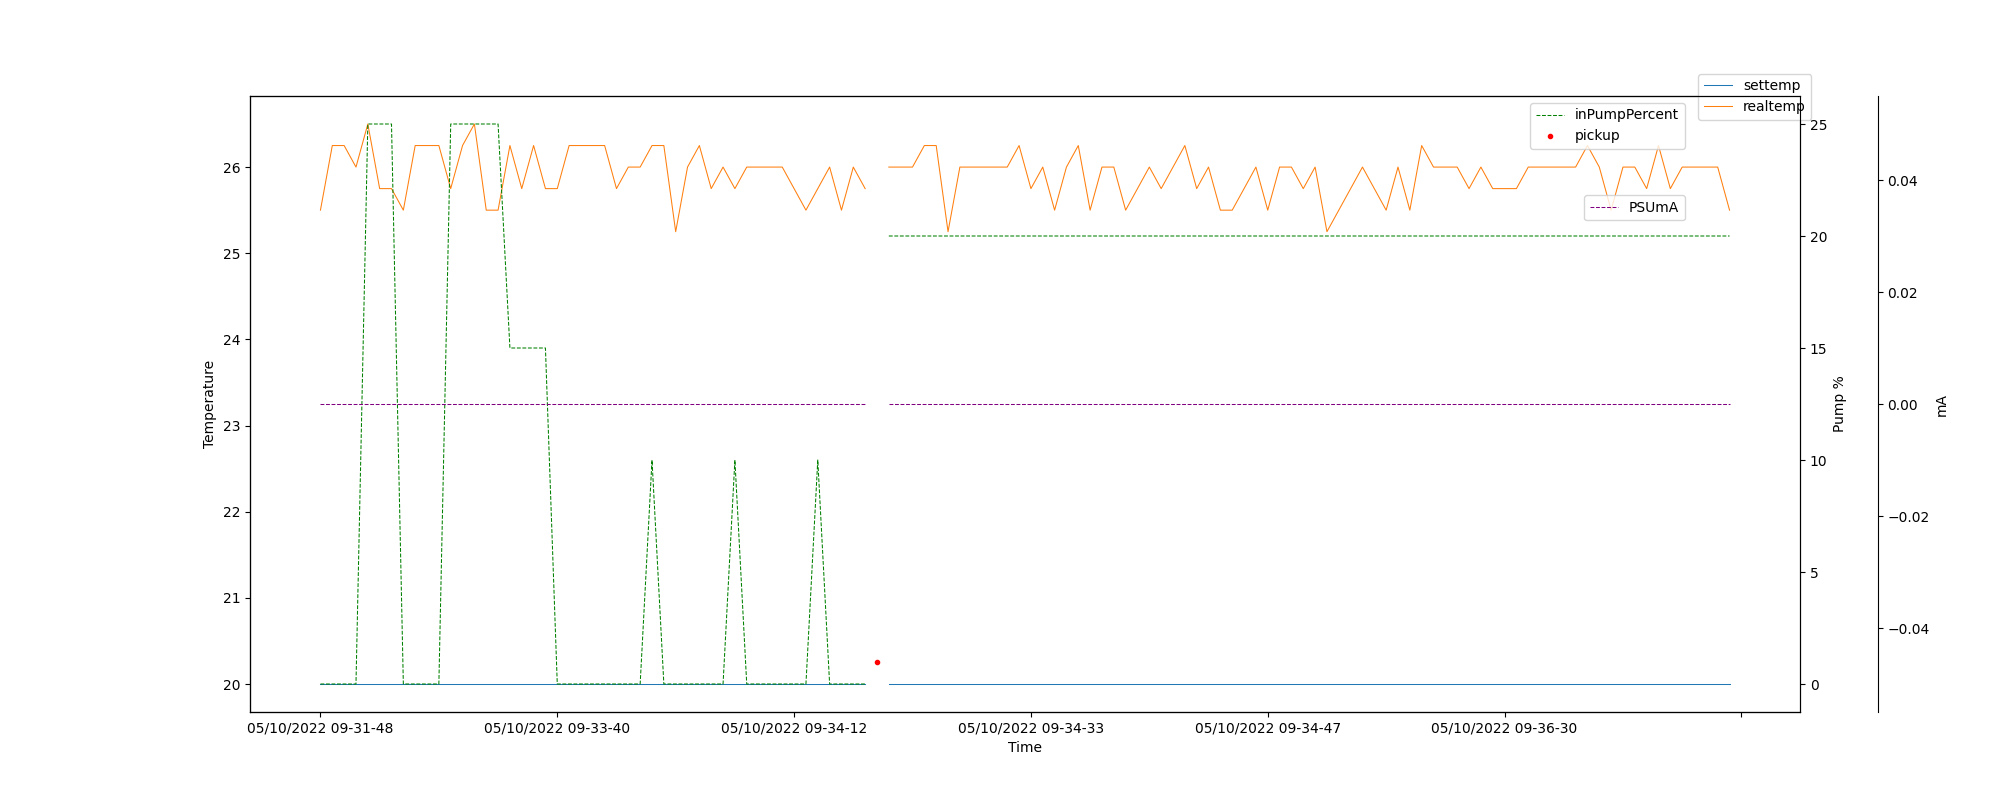 settemp
realtemp
inPumpPercent
pickup
PSUmA
26
25
24
23
22
21
20
Temperature
25
20
15
10
5
0
Pump %
0.04
0.02
0.00
−0.02
−0.04
mA
05/10/2022 09-31-48
05/10/2022 09-33-40
05/10/2022 09-34-12
05/10/2022 09-34-33
05/10/2022 09-34-47
05/10/2022 09-36-30
Time